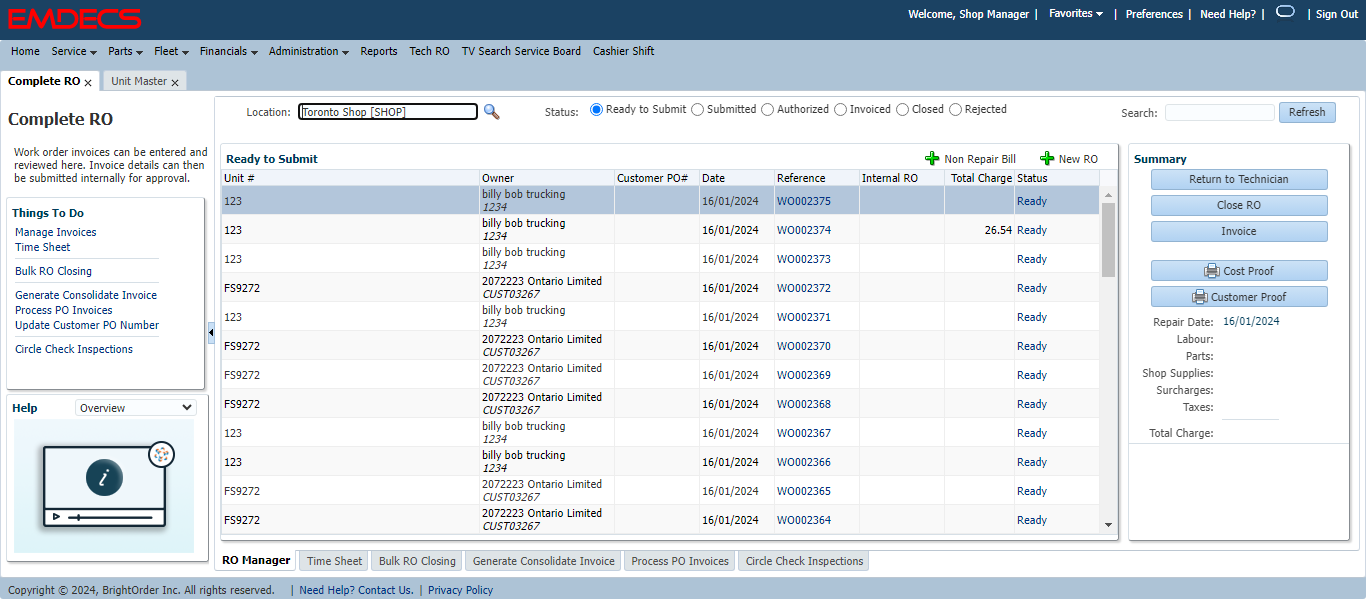 EMDECS
Welcome, Shop Manager | Favorites | Preferences | Need Help? | | Sign Out
Home Service Parts Fleet Financials Administration Reports Tech RO TV Search Service Board Cashier Shift
Complete RO x Unit Master x
Complete RO
Work order invoices can be entered and
reviewed here. Invoice details can then
be submitted internally for approval.
Things To Do
Manage Invoices
Time Sheet
Bulk RO Closing
Generate Consolidate Invoice
Process PO Invoices
Update Customer PO Number
Circle Check Inspections
Help Overview
i
Location: Toronto Shop [SHOP] Status: Ready to Submit Submitted Authorized Invoiced Closed Rejected Search: Refresh
Ready to Submit Non Repair Bill New RO
Unit # Owner Customer PO# Date Reference Internal RO Total Charge Status
123 billy bob trucking 16/01/2024 WO002375 Ready
1234
123 billy bob trucking 16/01/2024 WO002374 26.54 Ready
1234
123 billy bob trucking 16/01/2024 WO002373 Ready
1234
FS9272 2072223 Ontario Limited 16/01/2024 WO002372 Ready
CUST03267
123 billy bob trucking 16/01/2024 WO002371 Ready
1234
FS9272 2072223 Ontario Limited 16/01/2024 WO002370 Ready
CUST03267
FS9272 2072223 Ontario Limited 16/01/2024 WO002369 Ready
CUST03267
FS9272 2072223 Ontario Limited 16/01/2024 WO002368 Ready
CUST03267
123 billy bob trucking 16/01/2024 WO002367 Ready
1234
123 billy bob trucking 16/01/2024 WO002366 Ready
1234
FS9272 2072223 Ontario Limited 16/01/2024 WO002365 Ready
CUST03267
FS9272 2072223 Ontario Limited 16/01/2024 WO002364 Ready
CUST03267
Summary
Return to Technician
Close RO
Invoice
Cost Proof
Customer Proof
Repair Date: 16/01/2024
Labour:
Parts:
Shop Supplies:
Surcharges:
Taxes:
Total Charge:
RO Manager Time Sheet Bulk RO Closing Generate Consolidate Invoice Process PO Invoices Circle Check Inspections
Copyright © 2024, BrightOrder Inc. All rights reserved. | Need Help? Contact Us. | Privacy Policy